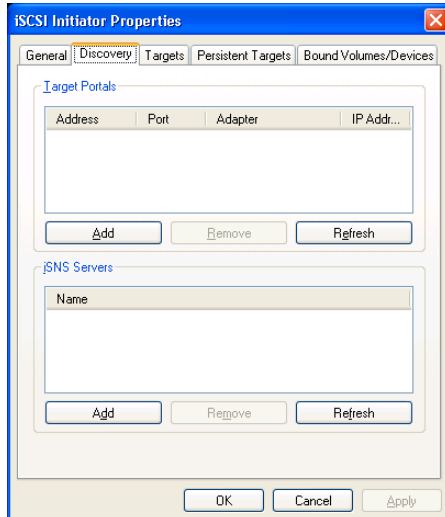 iSCSI Initiator Properties
General Discovery Targets Persistent Targets Bound Volumes/Devices
Target Portals
Address Port Adapter IP Addr...
Add Remove Refresh
iSNS Servers
Name
Add Remove Refresh
OK Cancel Apply